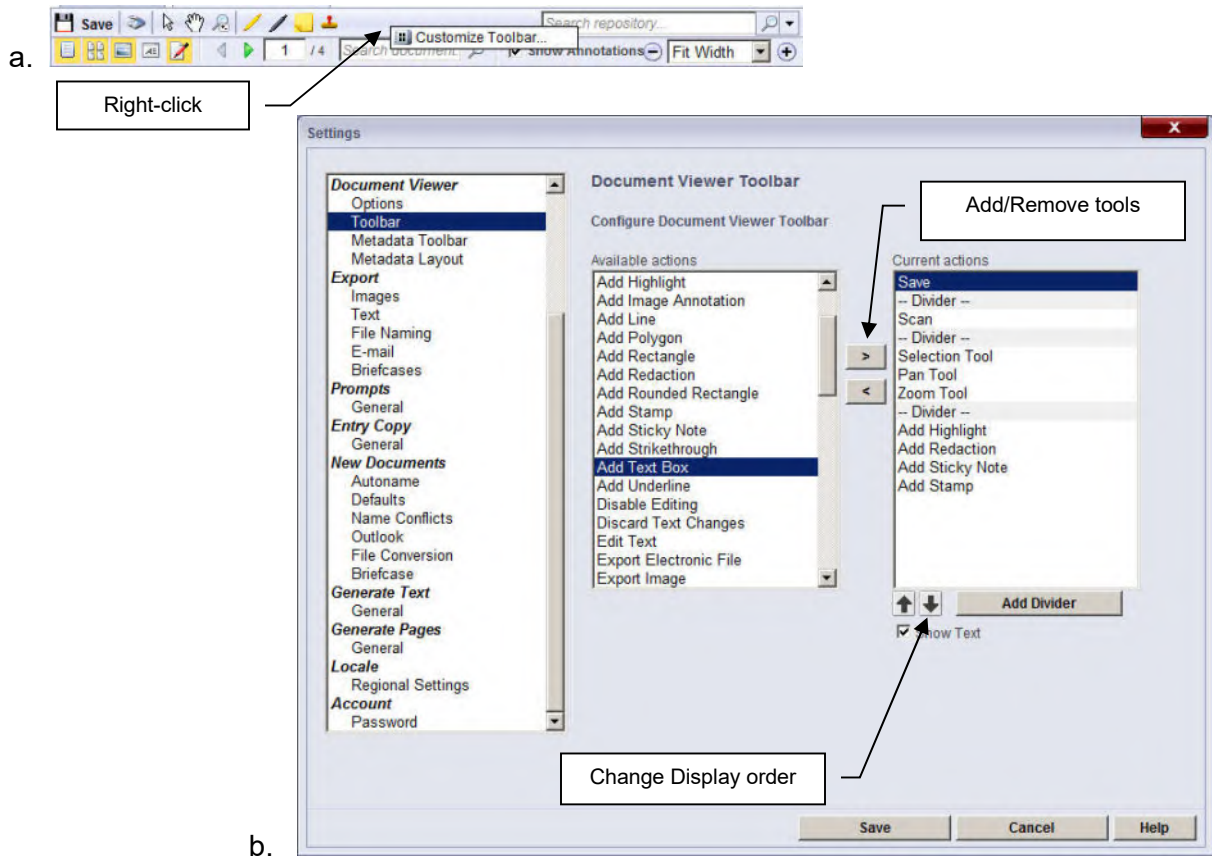 a.
Save
Search repository...
Customize Toolbar...
1 / 4 Search document Show Annotations Fit Width
Right-click
Settings
X
Document Viewer
Options
Toolbar
Metadata Toolbar
Metadata Layout
Export
Images
Text
File Naming
E-mail
Briefcases
Prompts
General
Entry Copy
General
New Documents
Autoname
Defaults
Name Conflicts
Outlook
File Conversion
Briefcase
Generate Text
General
Generate Pages
General
Locale
Regional Settings
Account
Password
Document Viewer Toolbar
Configure Document Viewer Toolbar
Add/Remove tools
Available actions
Add Highlight
Add Image Annotation
Add Line
Add Polygon
Add Rectangle
Add Redaction
Add Rounded Rectangle
Add Stamp
Add Sticky Note
Add Strikethrough
Add Text Box
Add Underline
Disable Editing
Discard Text Changes
Edit Text
Export Electronic File
Export Image
>
<
Current actions
Save
-- Divider --
Scan
-- Divider --
Selection Tool
Pan Tool
Zoom Tool
-- Divider --
Add Highlight
Add Redaction
Add Sticky Note
Add Stamp
Add Divider
Show Text
Change Display order
Save Cancel Help
b.